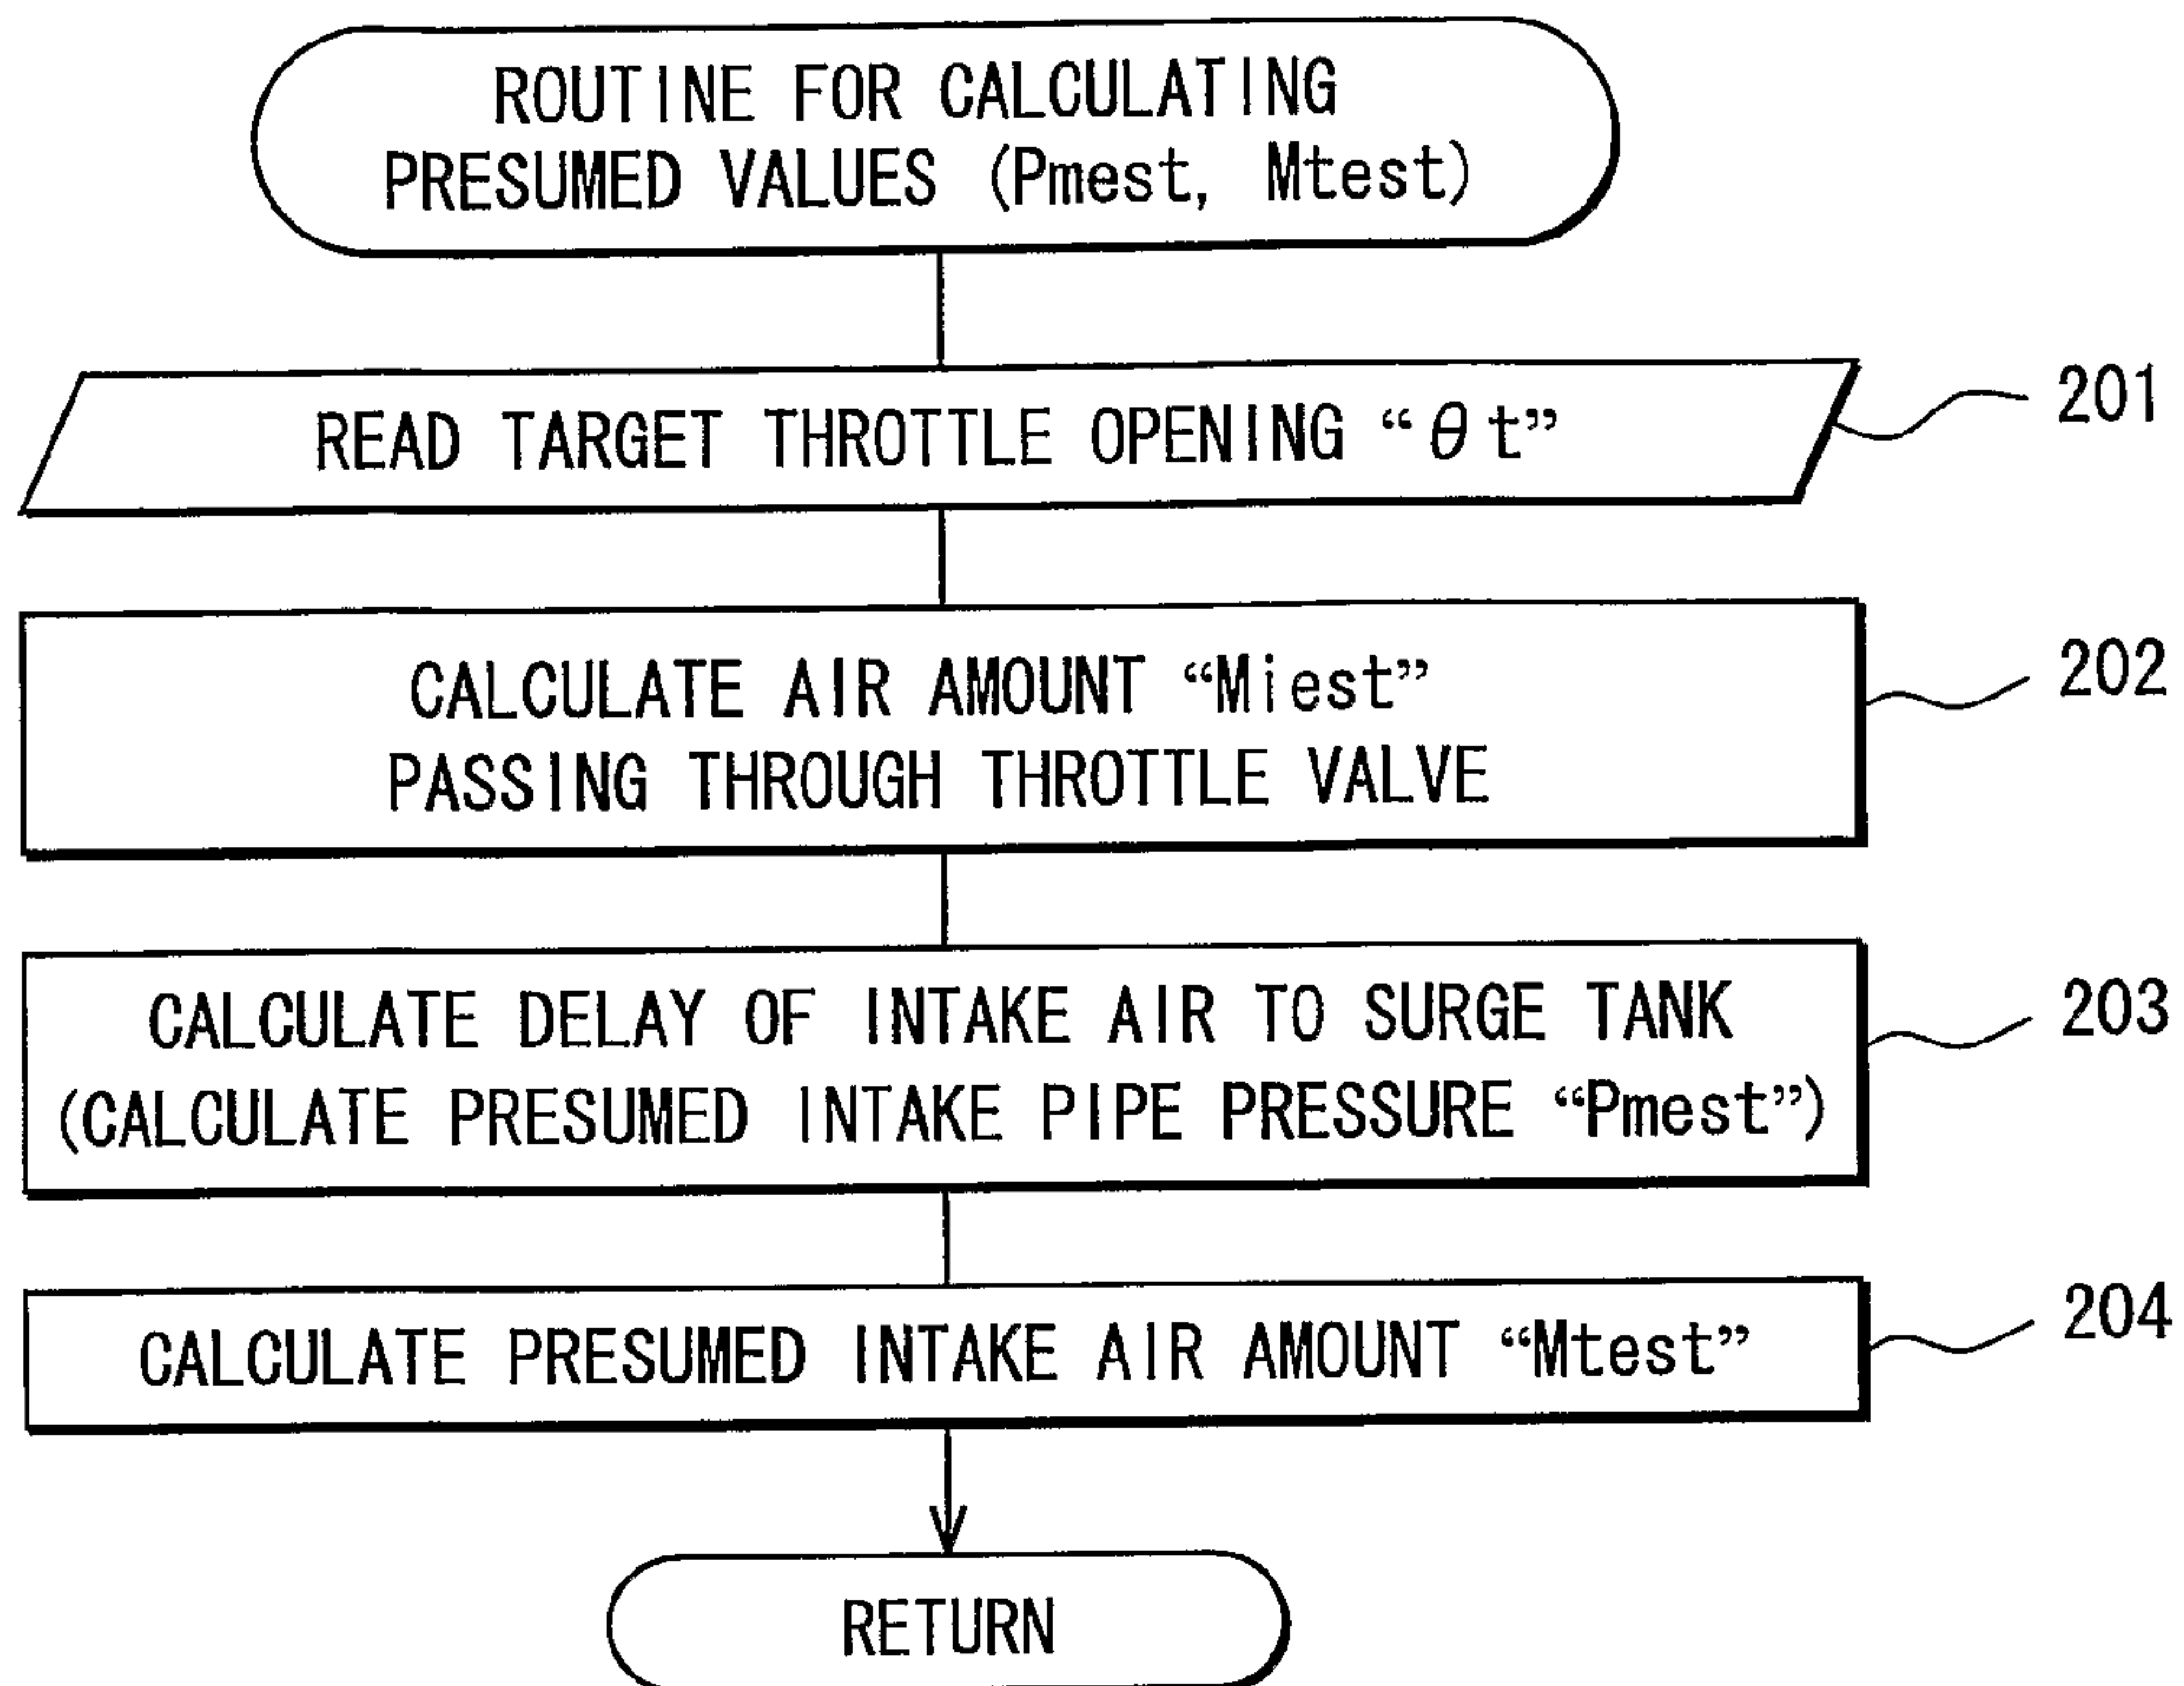 ROUTINE FOR CALCULATING
PRESUMED VALUES (Pmest, Mtest)
READ TARGET THROTTLE OPENING “θt”
201
CALCULATE AIR AMOUNT “Miest”
PASSING THROUGH THROTTLE VALVE
202
CALCULATE DELAY OF INTAKE AIR TO SURGE TANK
(CALCULATE PRESUMED INTAKE PIPE PRESSURE “Pmest”)
203
CALCULATE PRESUMED INTAKE AIR AMOUNT “Mtest”
204
RETURN